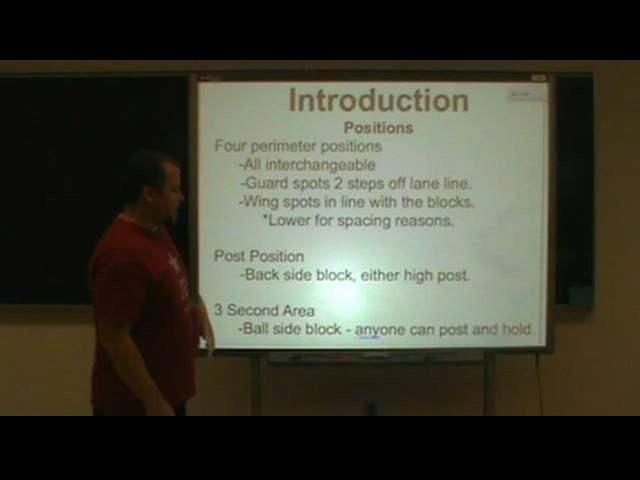 Introduction
Positions
Four perimeter positions
-All interchangeable
-Guard spots 2 steps off lane line.
-Wing spots in line with the blocks.
*Lower for spacing reasons.
Post Position
-Back side block, either high post.
3 Second Area
-Ball side block - anyone can post and hold.